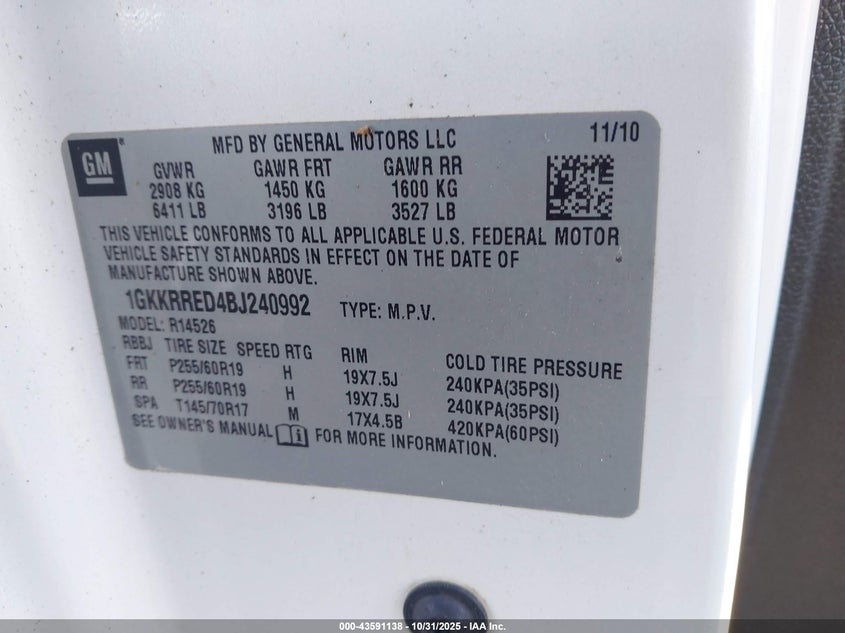 GM
MFD BY GENERAL MOTORS LLC 11/10
GVWR GAWR FRT GAWR RR
2908 KG 1450 KG 1600 KG
6411 LB 3196 LB 3527 LB
THIS VEHICLE CONFORMS TO ALL APPLICABLE U.S. FEDERAL MOTOR
VEHICLE SAFETY STANDARDS IN EFFECT ON THE DATE OF
MANUFACTURE SHOWN ABOVE.
1GKKRRED4BJ240992 TYPE: M.P.V.
MODEL: R14526
RBBJ TIRE SIZE SPEED RTG RIM COLD TIRE PRESSURE
FRT P255/60R19 H 19X7.5J 240KPA(35PSI)
RR P255/60R19 H 19X7.5J 240KPA(35PSI)
SPA T145/70R17 M 17X4.5B 420KPA(60PSI)
SEE OWNER'S MANUAL FOR MORE INFORMATION.
000-43591138 - 10/31/2025 - IAA Inc.